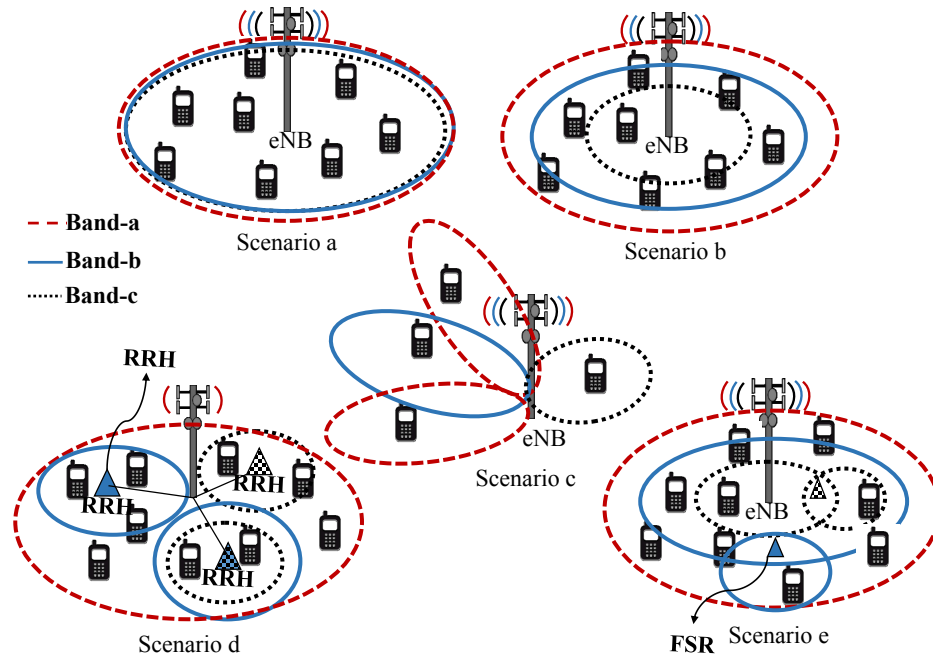 eNB
Scenario a
eNB
Scenario b
Band-a
Band-b
Band-c
RRH
eNB
Scenario c
RRH
RRH
RRH
Scenario d
eNB
FSR
Scenario e